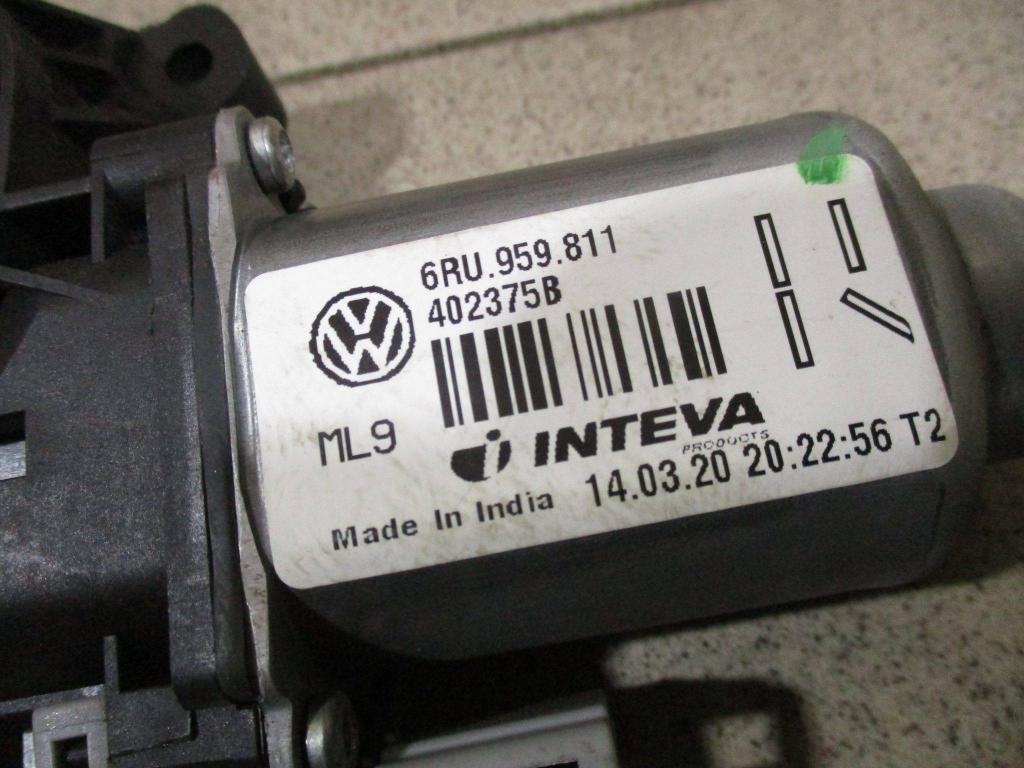 6RU.959.811
402375B
ML9
INTEVA
PRODUCTS
Made In India 14.03.20 20:22:56 T2